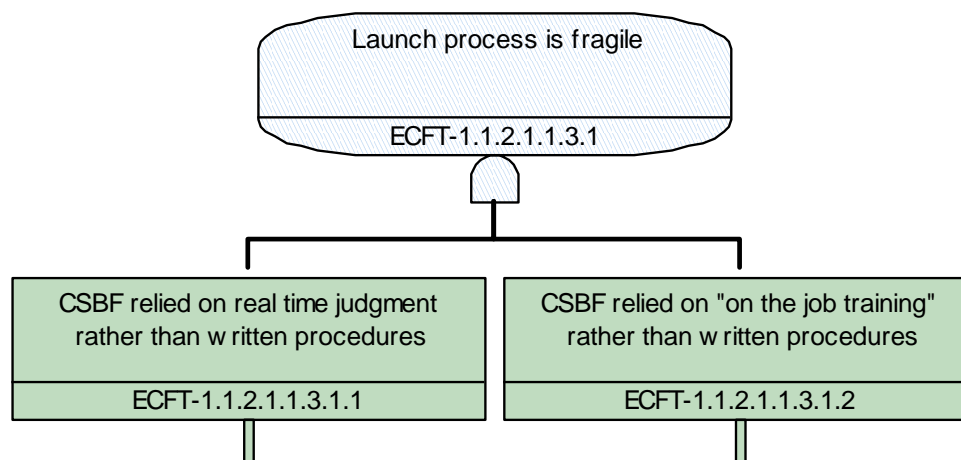 Launch process is fragile
ECFT-1.1.2.1.1.3.1
CSBF relied on real time judgment
rather than written procedures
ECFT-1.1.2.1.1.3.1.1
CSBF relied on "on the job training"
rather than written procedures
ECFT-1.1.2.1.1.3.1.2